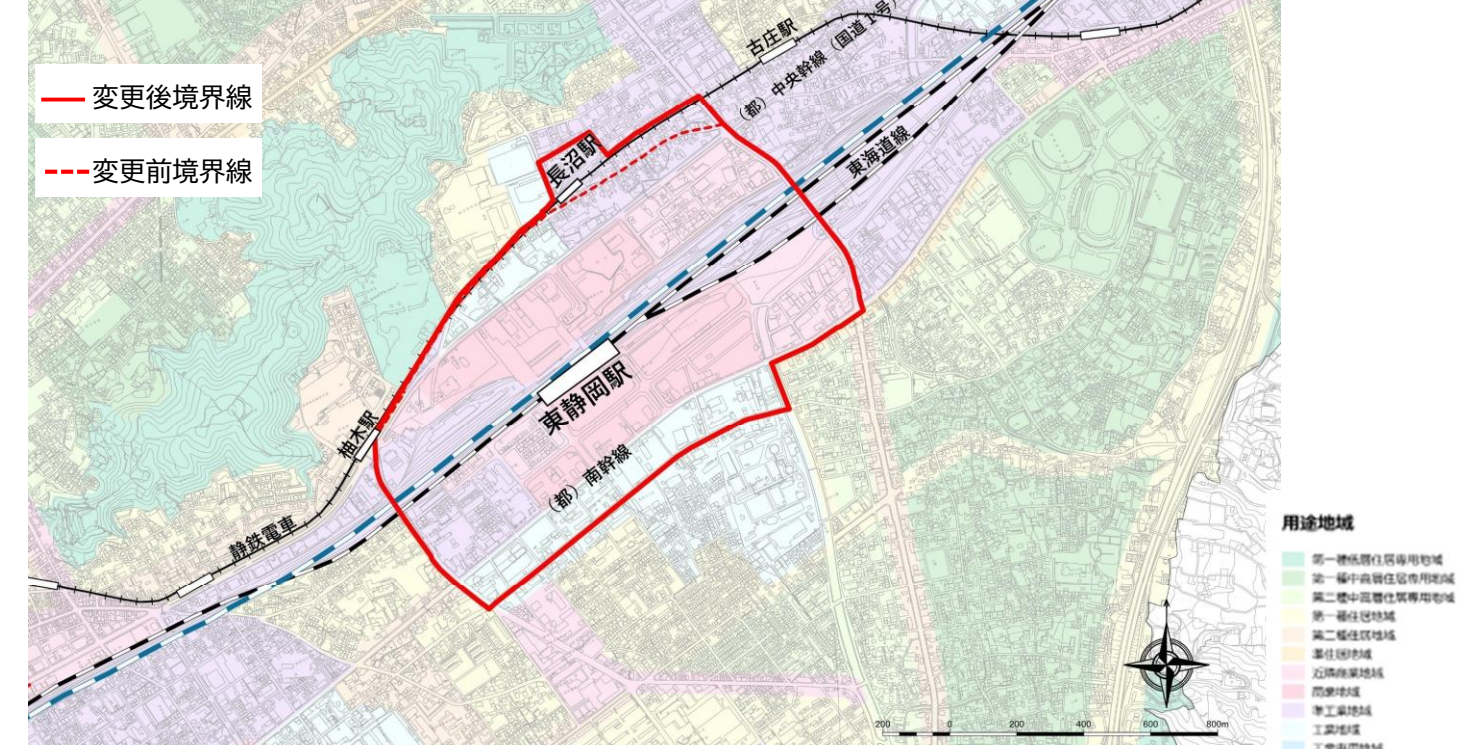 変更後境界線
変更前境界線
古庄駅
（都）中央幹線（国道１号）
長沼駅
東海道線
東静岡駅
柚木駅
（都）南幹線
静鉄電車
用途地域
第一種低層住居専用地域
第一種中高層住居専用地域
第二種中高層住居専用地域
第一種住居地域
第二種住居地域
準住居地域
近隣商業地域
商業地域
準工業地域
工業地域
工業専用地域
200 0 200 400 600 800m